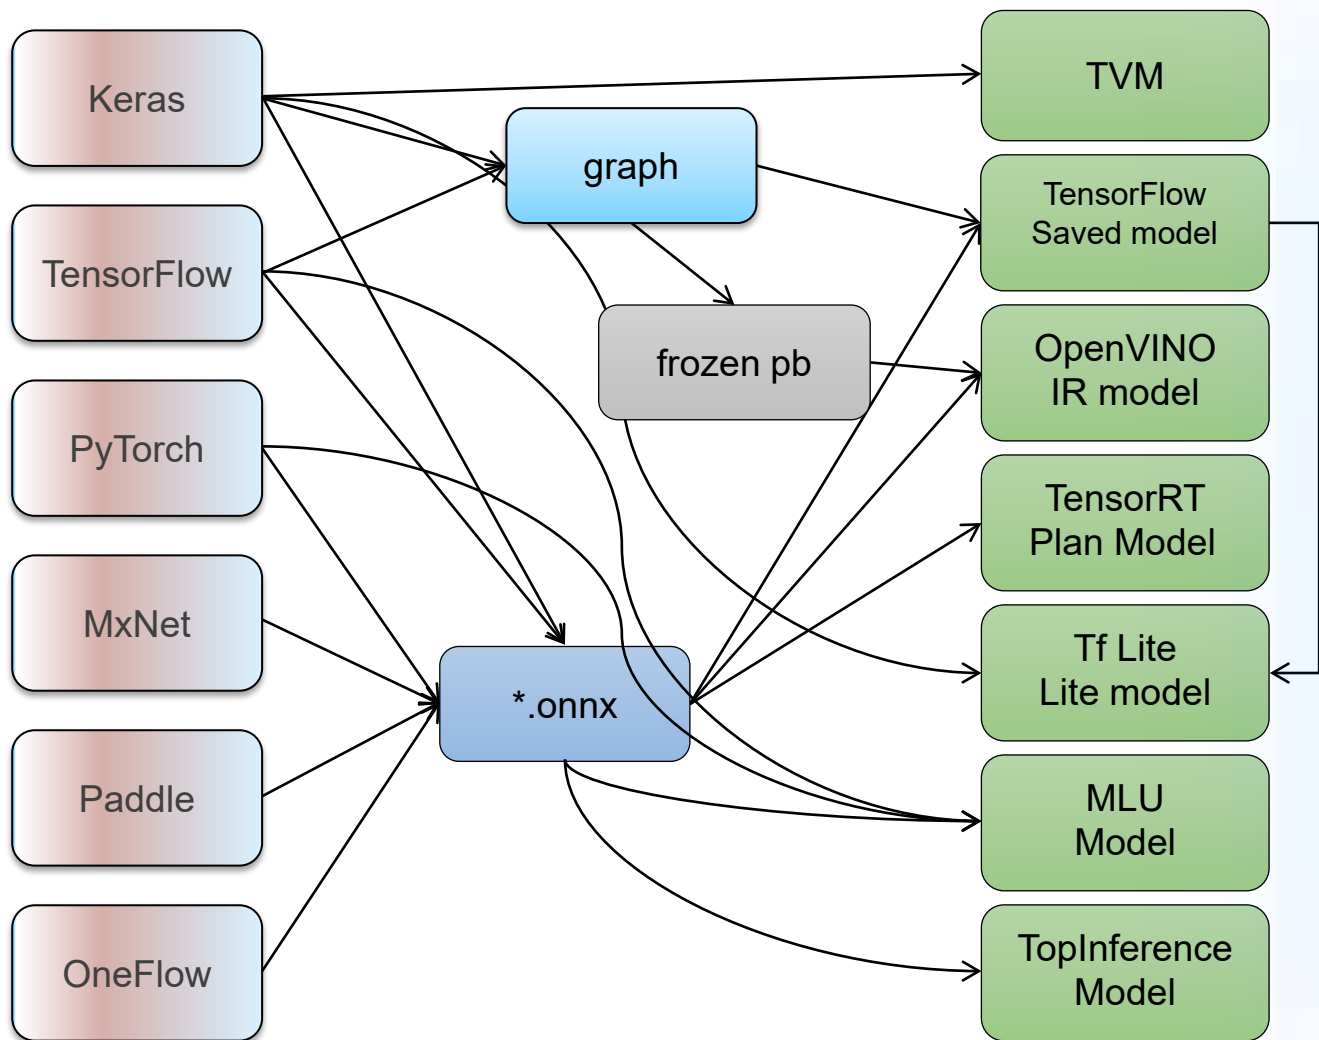 Keras
TensorFlow
PyTorch
MxNet
Paddle
OneFlow
graph
frozen pb
*.onnx
TVM
TensorFlow
Saved model
OpenVINO
IR model
TensorRT
Plan Model
Tf Lite
Lite model
MLU
Model
TopInference
Model